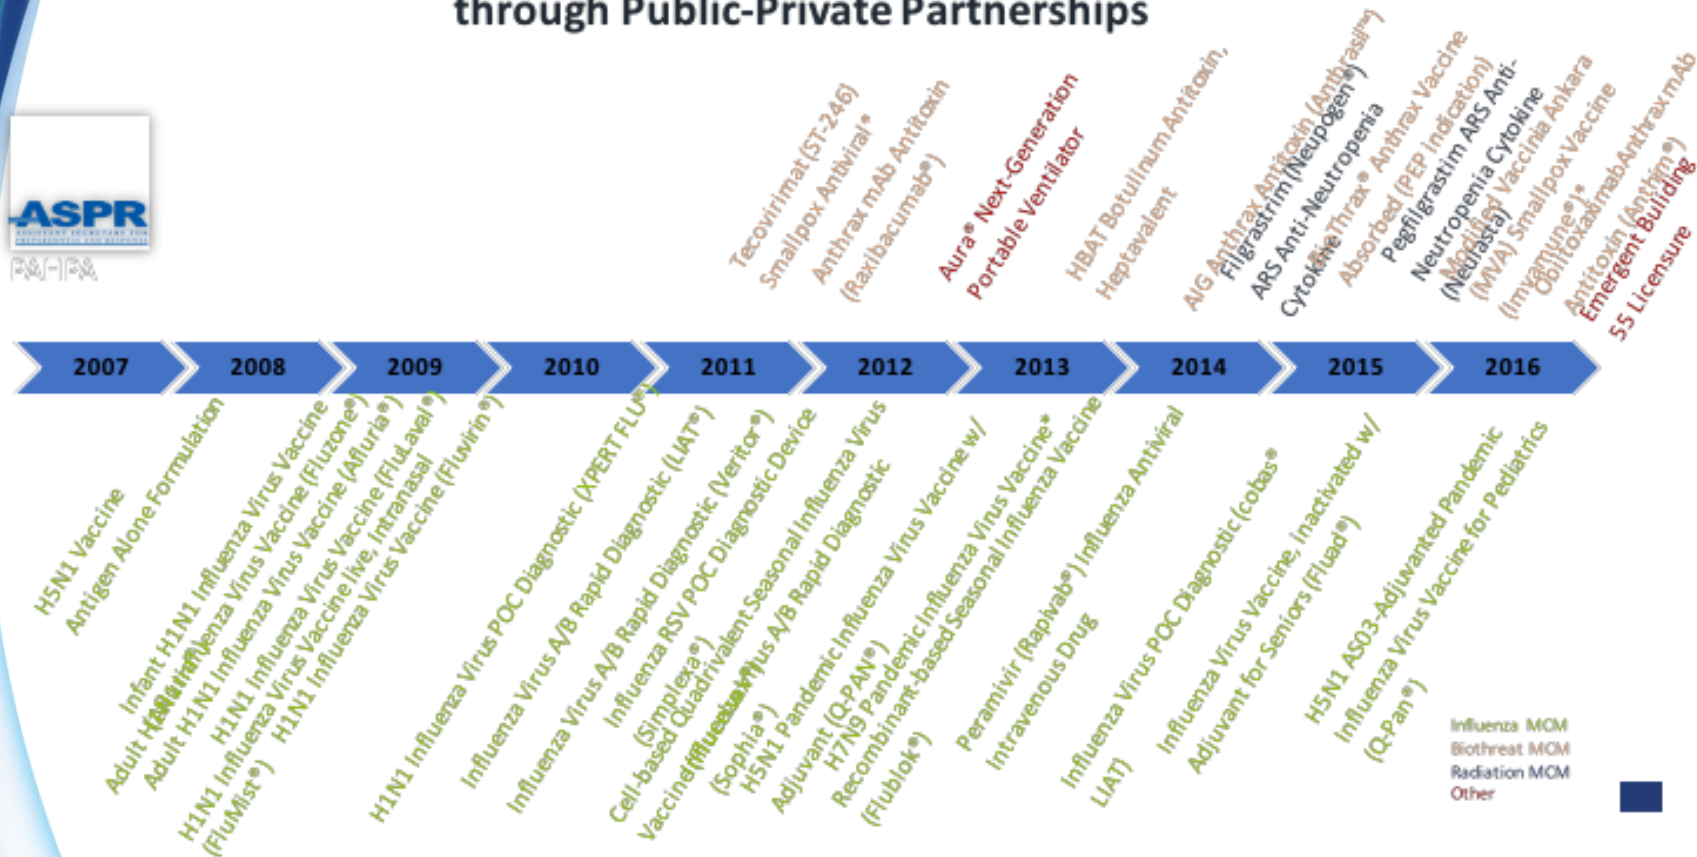 through Public-Private Partnerships
ASPR
ASSISTANT SECRETARY FOR
PREPAREDNESS AND RESPONSE
Tecovirimat (ST-246)
Smallpox Antiviral*
Anthrax mAb Antitoxin
(Raxibacumab®)
Aura® Next-Generation
Portable Ventilator
HBAT Botulinum Antitoxin,
Heptavalent
AIG Anthrax Antitoxin (Anthrasil™)
Filgrastrim (Neupogen®)
ARS Anti-Neutropenia
Cytokine
BioThrax® Anthrax Vaccine
Absorbed (PEP indication)
Pegfilgrastim ARS Anti-
Neutropenia Cytokine
(Neulasta)
Modified Vaccinia Ankara
(MVA) Smallpox Vaccine
(Imvamune®)*
Obiltoxaximab Anthrax mAb
Antitoxin (Anthim®)
Emergent Building
55 Licensure
2007
2008
2009
2010
2011
2012
2013
2014
2015
2016
H5N1 Vaccine
Antigen Alone Formulation
Infant H1N1 Influenza Virus Vaccine
Adult H1N1 Influenza Virus Vaccine (Fluzone®)
Adult H1N1 Influenza Virus Vaccine (Afluria®)
H1N1 Influenza Virus Vaccine (FluLaval®)
H1N1 Influenza Virus Vaccine live, Intranasal
(FluMist®)
H1N1 Influenza Virus Vaccine (Fluvirin®)
H1N1 Influenza Virus POC Diagnostic (XPERT FLU®)
Influenza Virus A/B Rapid Diagnostic (LIAT®)
Influenza Virus A/B Rapid Diagnostic (Veritor®)
Influenza RSV POC Diagnostic Device
(Simplexa®)
Cell-based Quadrivalent Seasonal Influenza Virus
Vaccine
A/B Rapid Diagnostic
(Sophia®)
H5N1 Pandemic Influenza Virus Vaccine w/
Adjuvant (Q-PAN®)
H7N9 Pandemic Influenza Virus Vaccine*
Recombinant-based Seasonal Influenza Vaccine
(Flublok®)
Peramivir (Rapivab®) Influenza Antiviral
Intravenous Drug
Influenza Virus POC Diagnostic (cobas®
LIAT)
Influenza Virus Vaccine, inactivated w/
Adjuvant for Seniors (Fluad®)
H5N1 AS03-Adjuvanted Pandemic
Influenza Virus Vaccine for Pediatrics
(Q-Pan®)
Influenza MCM
Biothreat MCM
Radiation MCM
Other